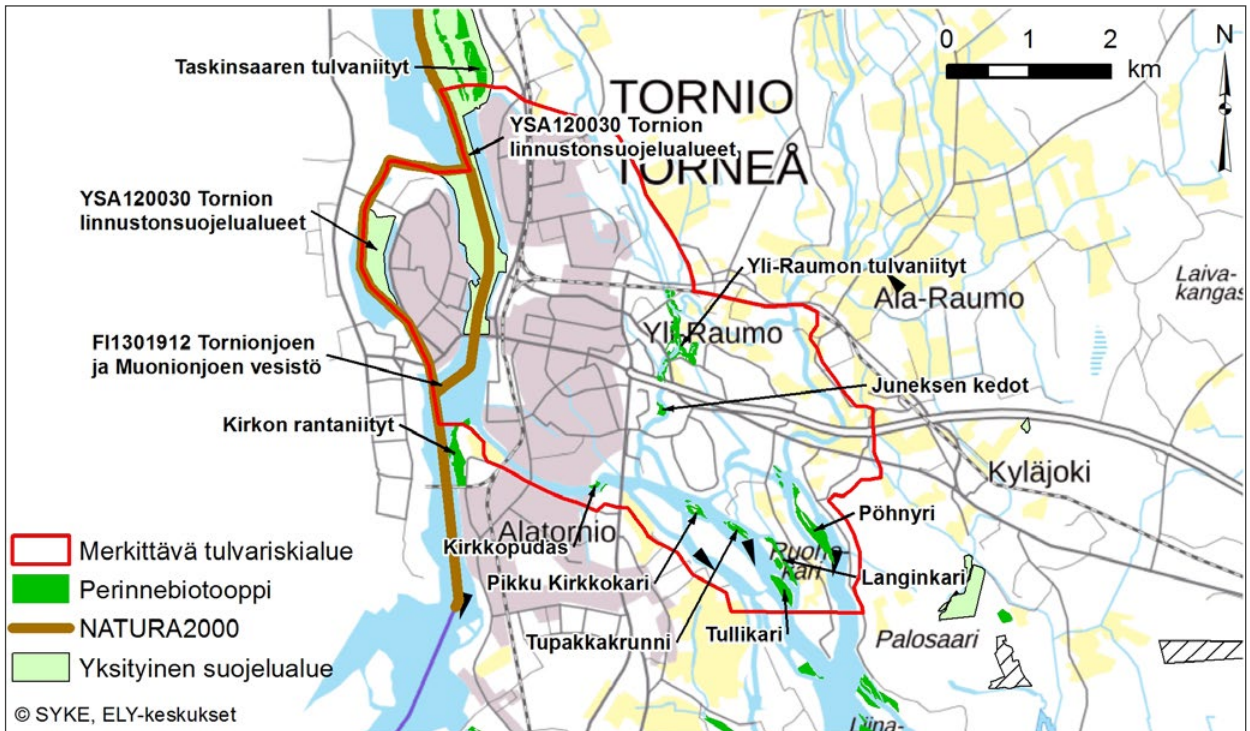 0 1 2
km
N
Taskinsaaren tulvaniityt
TORNIO
TORNEÅ
YSA120030 Tornion
linnustonsuojelualueet
YSA120030 Tornion
linnustonsuojelualueet
Yli-Raumon tulvaniityt
Laiva-
kangas
Ala-Raumo
Yli-Raumo
FI1301912 Tornionjoen
ja Muonionjoen vesistö
Juneksen kedot
Kirkon rantaniityt
Kyläjoki
Pöhnyri
Alatornio
Kirkkopudas
Pikku Kirkkokari
Langinkari
Tupakkakrunni
Tullikari
Palosaari
Liina-
Merkittävä tulvariskialue
Perinnebiotooppi
NATURA2000
Yksityinen suojelualue
© SYKE, ELY-keskukset